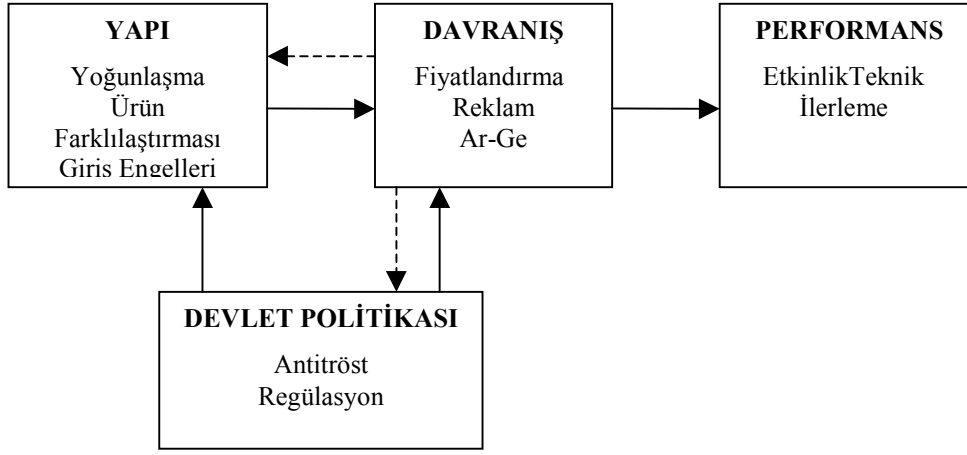 YAPI
Yoğunlaşma
Ürün
Farklılaştırması
Giriş Engelleri
DAVRANIŞ
Fiyatlandırma
Reklam
Ar-Ge
PERFORMANS
EtkinlikTeknik
İlerleme
DEVLET POLİTİKASI
Antitröst
Regülasyon